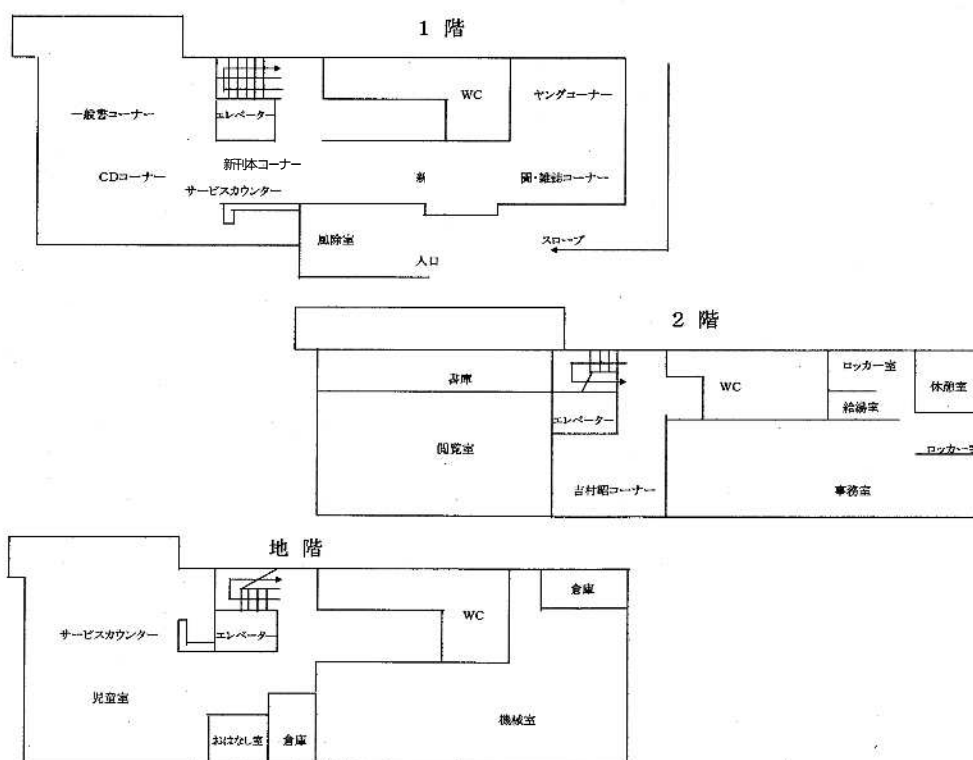 1 階
WC
ヤングコーナー
一般書コーナー
エレベーター
新刊本コーナー
CDコーナー
新 聞・雑誌コーナー
サービスカウンター
風除室
スロープ
入口
2 階
書庫
WC
ロッカー室
休憩室
給湯室
エレベーター
閲覧室
ロッカー室
吉村昭コーナー
事務室
地 階
倉庫
WC
サービスカウンター
エレベーター
児童室
機械室
おはなし室
倉庫